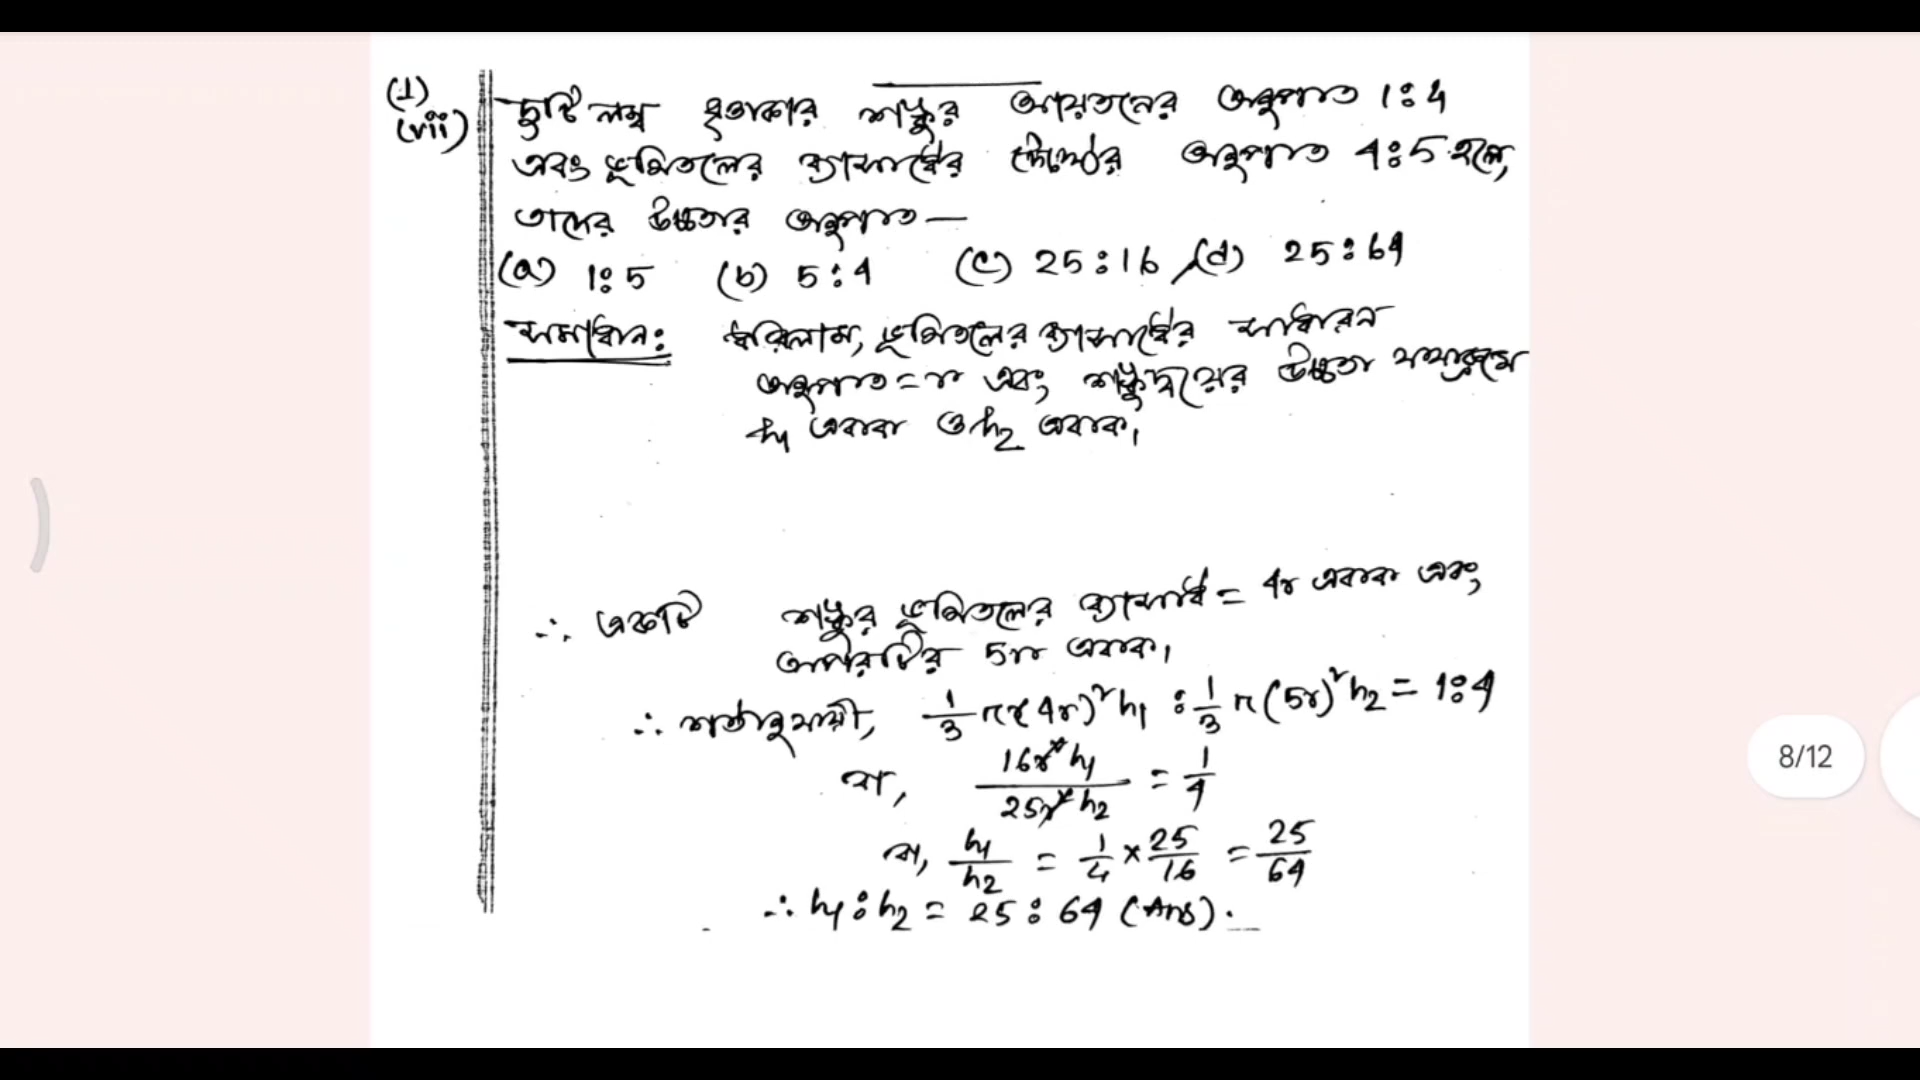 (1)
(vii) দুটি লম্ব বৃত্তাকার শঙ্কুর আয়তনের অনুপাত 1:4
এবং ভূমিতলের ব্যাসার্ধের দৈর্ঘ্যের অনুপাত 4:5 হলে,
তাদের উচ্চতার অনুপাত—
(a) 1:5 (b) 5:4 (c) 25:16 (d) 25:64
সমাধান: ধরিলাম, ভূমিতলের ব্যাসার্ধের সাধারন
অনুপাত = r এবং, শঙ্কুদ্বয়ের উচ্চতা যথাক্রমে
h₁ একক ও h₂ একক।
∴ একটি শঙ্কুর ভূমিতলের ব্যাসার্ধ = 4r একক এবং,
অপরটির 5r একক।
∴ শর্তানুযায়ী, 1/3 π(4r)²h₁ : 1/3 π(5r)²h₂ = 1:4
বা, 16r²h₁/25r²h₂ = 1/4
বা, h₁/h₂ = 1/4 × 25/16 = 25/64
∴ h₁:h₂ = 25:64 (Ans).
8/12